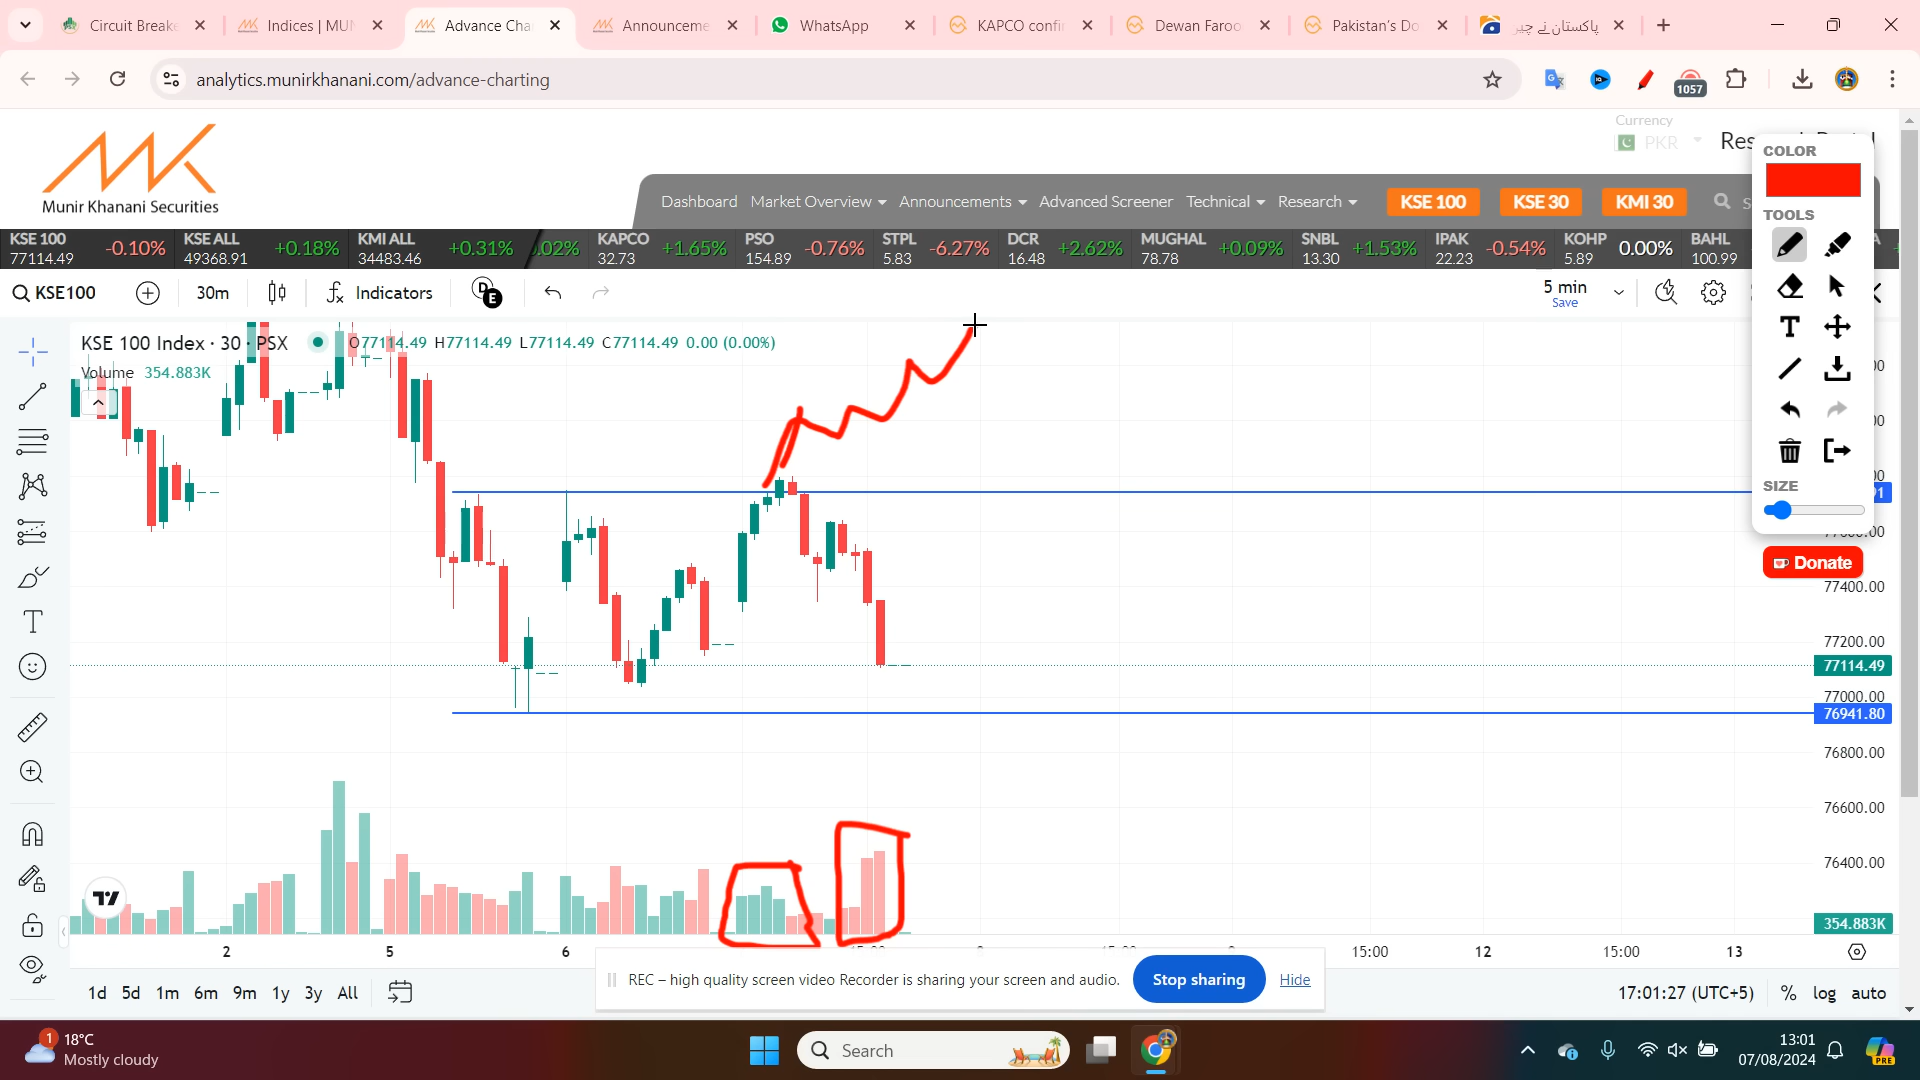 Circuit Breake
Indices | MUN
Advance Cha
Announceme
WhatsApp
KAPCO confir
Dewan Faroo
Pakistan's Do
پاکستان نے چیر
analytics.munirkhanani.com/advance-charting
1057
Munir Khanani Securities
Currency
PKR
Dashboard Market Overview Announcements Advanced Screener Technical Research KSE 100 KSE 30 KMI 30
KSE 100 -0.10% KSE ALL +0.18% KMI ALL +0.31% 0.02% KAPCO +1.65% PSO -0.76% STPL -6.27% DCR +2.62% MUGHAL +0.09% SNBL +1.53% IPAK -0.54% KOHP 0.00% BAHL
77114.49 49368.91 34483.46 32.73 154.89 5.83 16.48 78.78 13.30 22.23 5.89 100.99
KSE100 30m Indicators D E 5 min
Save
KSE 100 Index · 30 · PSX O77114.49 H77114.49 L77114.49 C77114.49 0.00 (0.00%)
Volume 354.883K
COLOR
TOOLS
T
SIZE
Donate
77400.00
77200.00
77114.49
77000.00
76941.80
76800.00
76600.00
76400.00
354.883K
2 5 6 15:00 12 15:00 13
REC – high quality screen video Recorder is sharing your screen and audio. Stop sharing Hide
1d 5d 1m 6m 9m 1y 3y All 17:01:27 (UTC+5) % log auto
1
18°C
Mostly cloudy
Search
13:01
07/08/2024
PRE